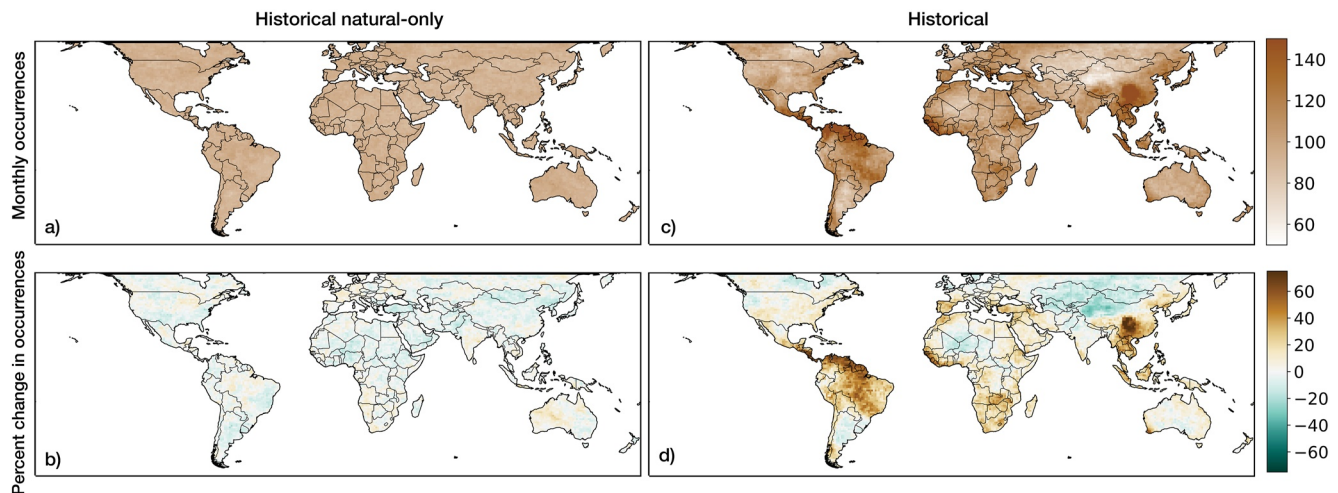 Historical natural-only
Historical
Monthly occurrences
a)
c)
140
120
100
80
60
Percent change in occurrences
b)
d)
60
40
20
0
−20
−40
−60